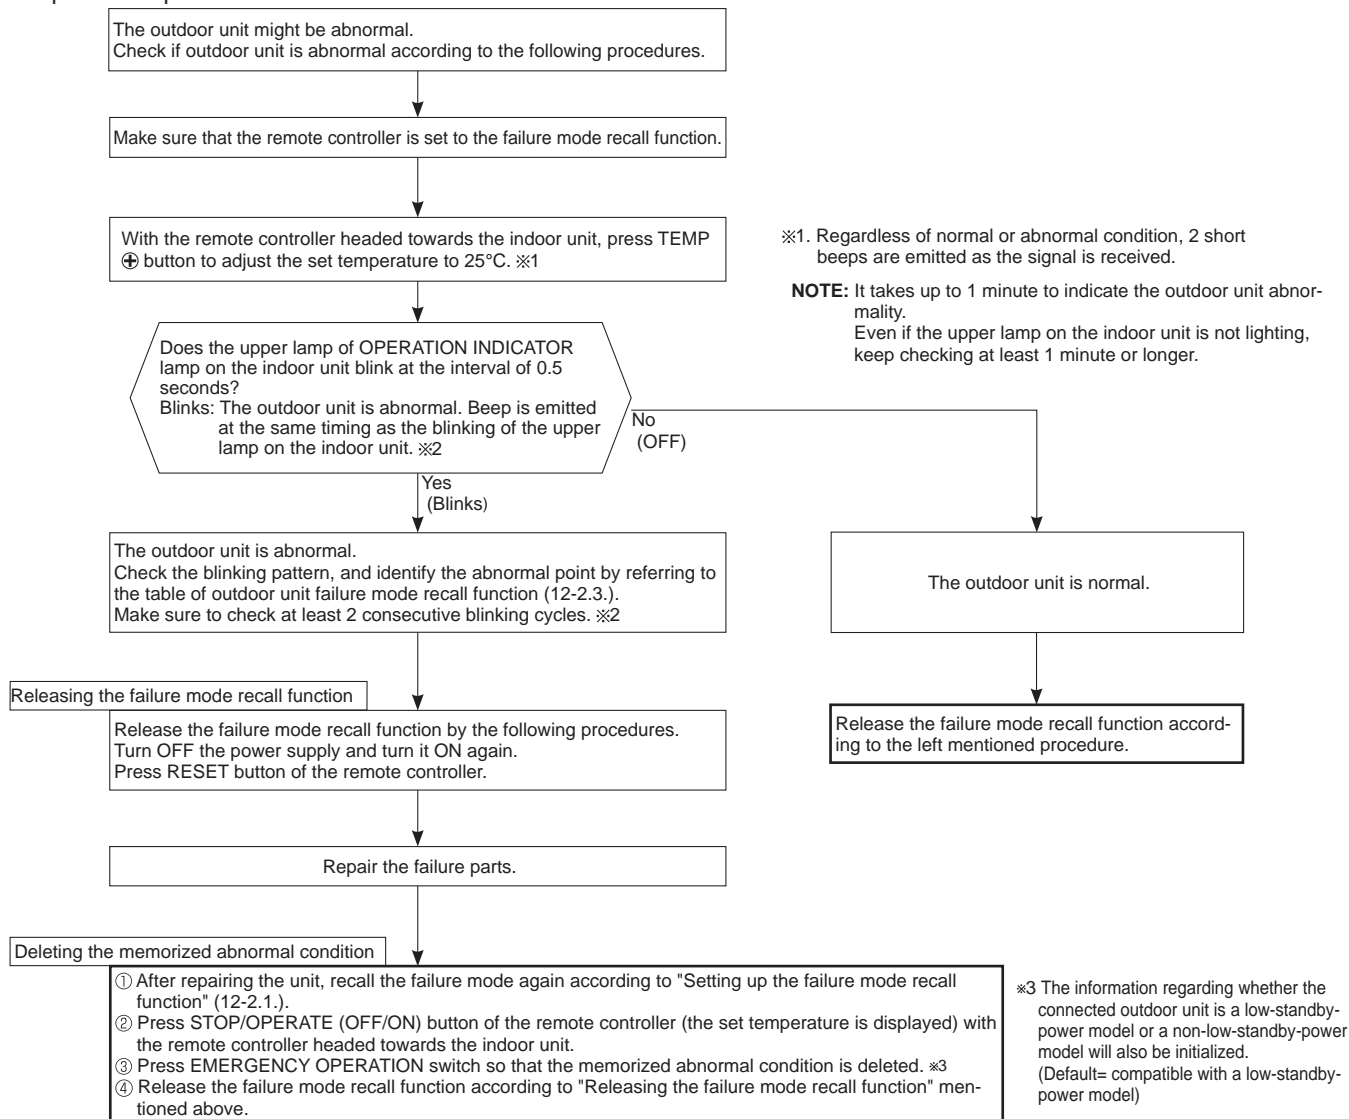 The outdoor unit might be abnormal.
Check if outdoor unit is abnormal according to the following procedures.
Make sure that the remote controller is set to the failure mode recall function.
With the remote controller headed towards the indoor unit, press TEMP
⊕ button to adjust the set temperature to 25°C. ※1
※1. Regardless of normal or abnormal condition, 2 short
beeps are emitted as the signal is received.
NOTE: It takes up to 1 minute to indicate the outdoor unit abnor-
mality.
Even if the upper lamp on the indoor unit is not lighting,
keep checking at least 1 minute or longer.
Does the upper lamp of OPERATION INDICATOR
lamp on the indoor unit blink at the interval of 0.5
seconds?
Blinks: The outdoor unit is abnormal. Beep is emitted
at the same timing as the blinking of the upper
lamp on the indoor unit. ※2
No
(OFF)
Yes
(Blinks)
The outdoor unit is abnormal.
Check the blinking pattern, and identify the abnormal point by referring to
the table of outdoor unit failure mode recall function (12-2.3.).
Make sure to check at least 2 consecutive blinking cycles. ※2
The outdoor unit is normal.
Releasing the failure mode recall function
Release the failure mode recall function by the following procedures.
Turn OFF the power supply and turn it ON again.
Press RESET button of the remote controller.
Release the failure mode recall function accord-
ing to the left mentioned procedure.
Repair the failure parts.
Deleting the memorized abnormal condition
① After repairing the unit, recall the failure mode again according to "Setting up the failure mode recall
function" (12-2.1.).
② Press STOP/OPERATE (OFF/ON) button of the remote controller (the set temperature is displayed) with
the remote controller headed towards the indoor unit.
③ Press EMERGENCY OPERATION switch so that the memorized abnormal condition is deleted. ※3
④ Release the failure mode recall function according to "Releasing the failure mode recall function" men-
tioned above.
※3 The information regarding whether the
connected outdoor unit is a low-standby-
power model or a non-low-standby-power
model will also be initialized.
(Default= compatible with a low-standby-
power model)